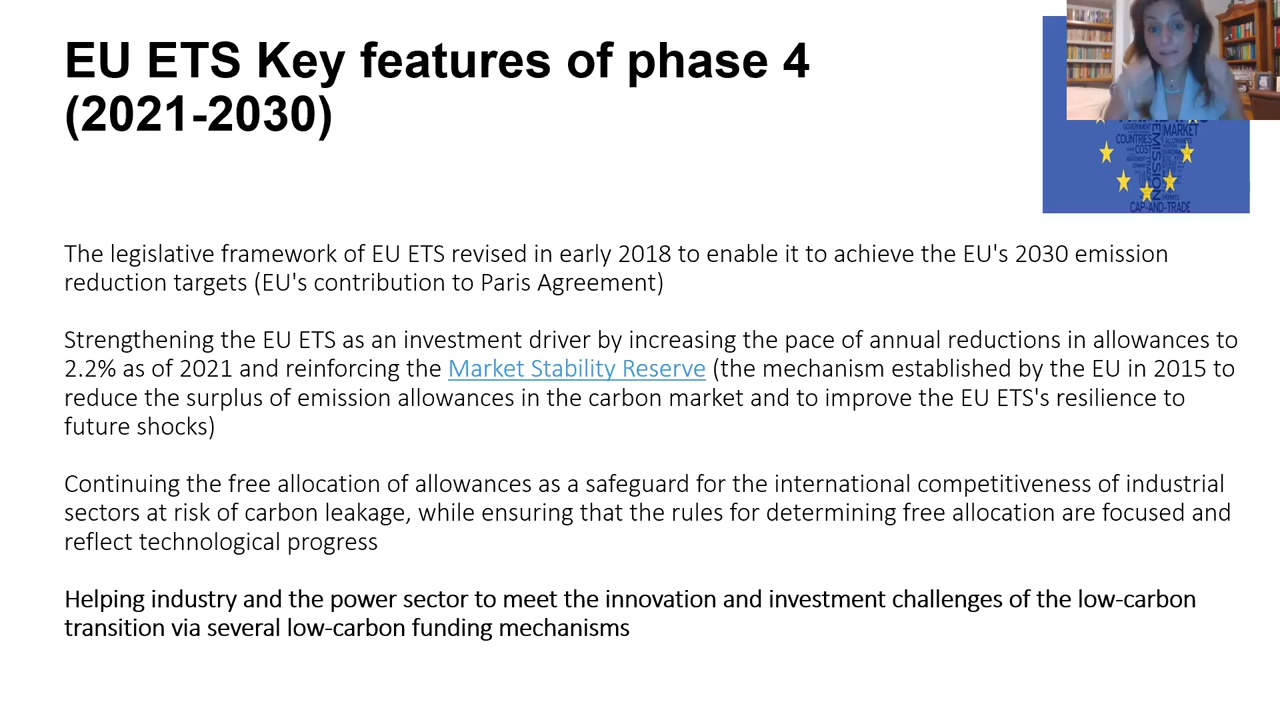 EU ETS Key features of phase 4
(2021-2030)
GOVERNMENT
MARKET
COUNTRIES
COST
EMISSION
TRADE
CAP-AND-TRADE
The legislative framework of EU ETS revised in early 2018 to enable it to achieve the EU's 2030 emission
reduction targets (EU's contribution to Paris Agreement)
Strengthening the EU ETS as an investment driver by increasing the pace of annual reductions in allowances to
2.2% as of 2021 and reinforcing the Market Stability Reserve (the mechanism established by the EU in 2015 to
reduce the surplus of emission allowances in the carbon market and to improve the EU ETS's resilience to
future shocks)
Continuing the free allocation of allowances as a safeguard for the international competitiveness of industrial
sectors at risk of carbon leakage, while ensuring that the rules for determining free allocation are focused and
reflect technological progress
Helping industry and the power sector to meet the innovation and investment challenges of the low-carbon
transition via several low-carbon funding mechanisms